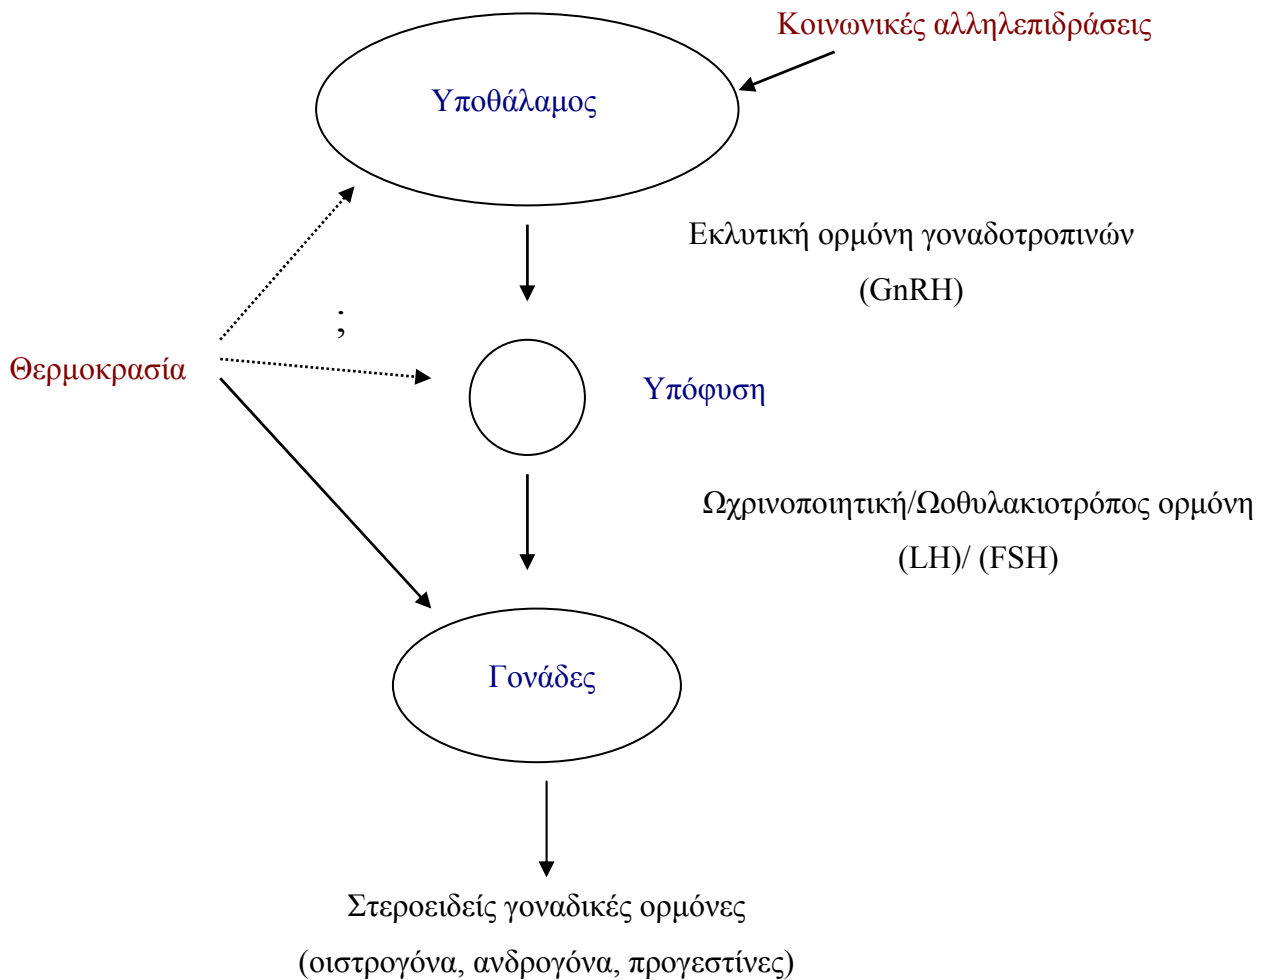 Κοινωνικές αλληλεπιδράσεις
Υποθάλαμος
Εκλυτική ορμόνη γοναδοτροπινών
(GnRH)
;
Θερμοκρασία
Υπόφυση
Ωχρινοποιητική/Ωοθυλακιοτρόπος ορμόνη
(LH)/ (FSH)
Γονάδες
Στεροειδείς γοναδικές ορμόνες
(οιστρογόνα, ανδρογόνα, προγεστίνες)